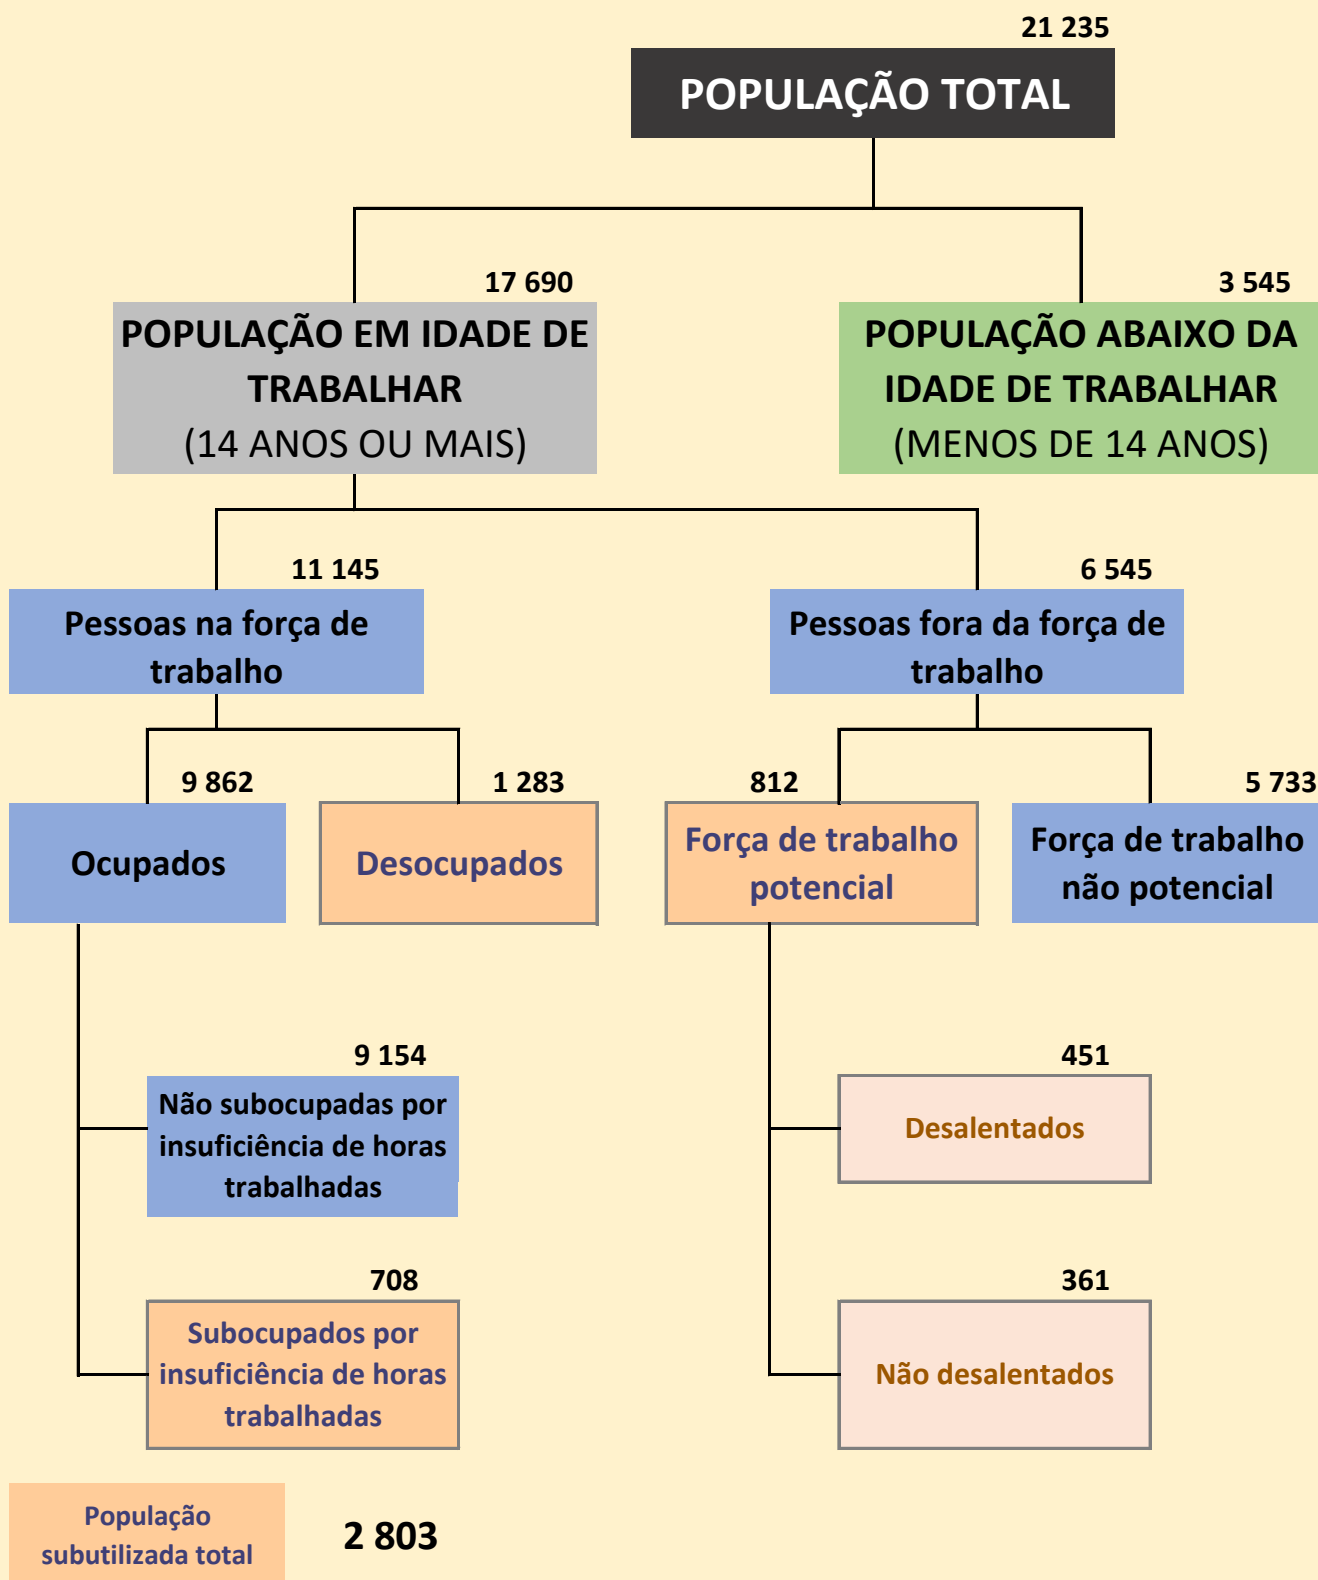 21 235
POPULAÇÃO TOTAL
17 690
POPULAÇÃO EM IDADE DE
TRABALHAR
(14 ANOS OU MAIS)
3 545
POPULAÇÃO ABAIXO DA
IDADE DE TRABALHAR
(MENOS DE 14 ANOS)
11 145
Pessoas na força de
trabalho
6 545
Pessoas fora da força de
trabalho
9 862
Ocupados
1 283
Desocupados
812
Força de trabalho
potencial
5 733
Força de trabalho
não potencial
9 154
Não subocupadas por
insuficiência de horas
trabalhadas
451
Desalentados
708
Subocupados por
insuficiência de horas
trabalhadas
361
Não desalentados
População
subutilizada total
2 803